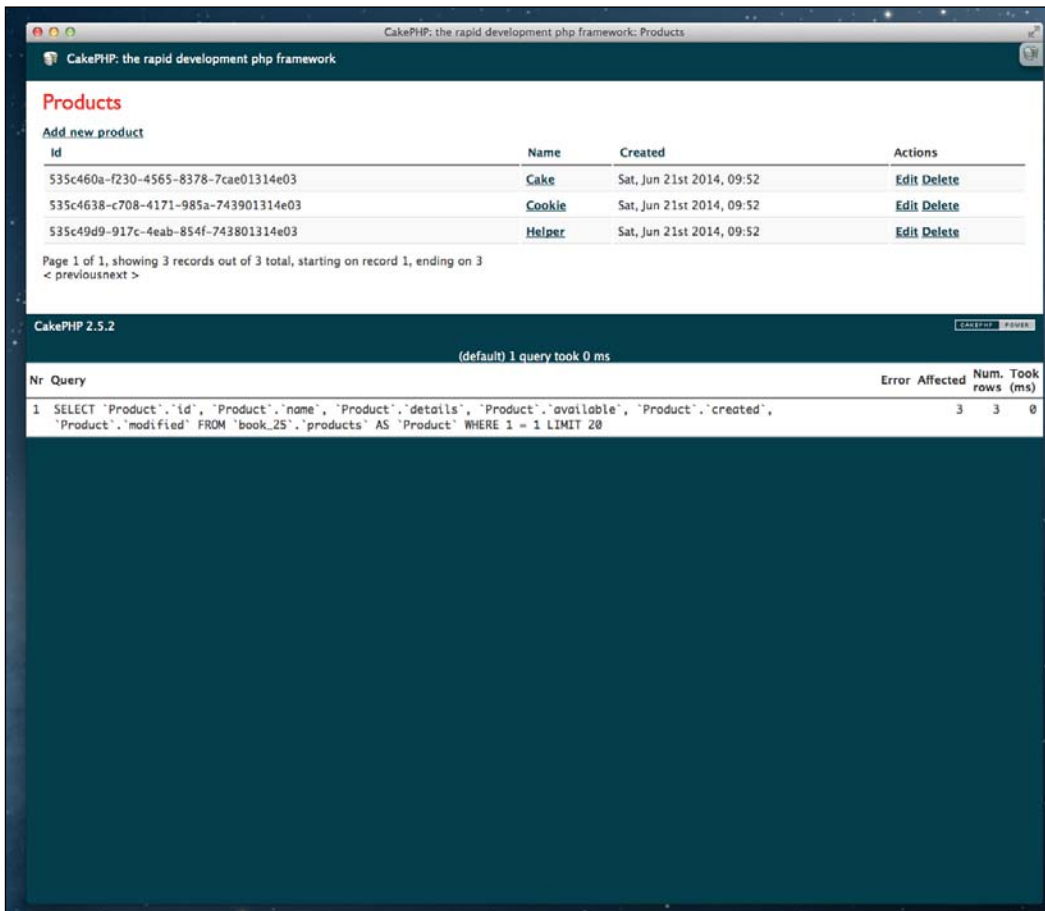 CakePHP: the rapid development php framework: Products
CakePHP: the rapid development php framework
Products
Add new product
Id Name Created Actions
535c460a-f230-4565-8378-7cae01314e03 Cake Sat, Jun 21st 2014, 09:52 Edit Delete
535c4638-c708-4171-985a-743901314e03 Cookie Sat, Jun 21st 2014, 09:52 Edit Delete
535c49d9-917c-4eab-854f-743801314e03 Helper Sat, Jun 21st 2014, 09:52 Edit Delete
Page 1 of 1, showing 3 records out of 3 total, starting on record 1, ending on 3
< previousnext >
CakePHP 2.5.2 CAKEPHP POWER
(default) 1 query took 0 ms
Nr Query Error Affected Num. rows Took (ms)
1 SELECT `Product`.`id`, `Product`.`name`, `Product`.`details`, `Product`.`available`, `Product`.`created`, 3 3 0
`Product`.`modified` FROM `book_25`.`products` AS `Product` WHERE 1 = 1 LIMIT 20